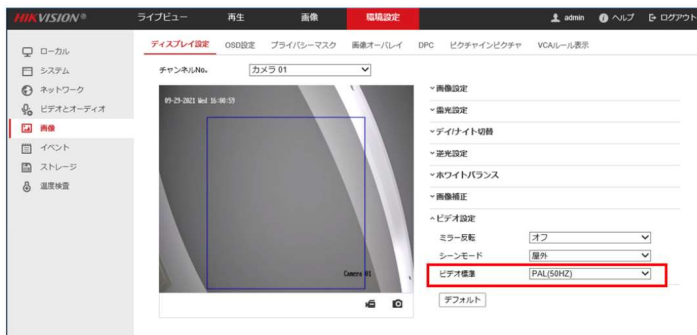 HIKVISION®
ライブビュー 再生 画像 環境設定 admin ヘルプ ログアウト
ローカル
システム
ネットワーク
ビデオとオーディオ
画像
イベント
ストレージ
温度検査
ディスプレイ設定 OSD設定 プライバシーマスク 画像オーバレイ DPC ピクチャインピクチャ VCAルール表示
チャンネルNo。 カメラ 01
09-29-2021 Wed 16:00:59
Camera 01
画像設定
露光設定
デイ/ナイト切替
逆光設定
ホワイトバランス
画像補正
ビデオ設定
ミラー反転 オフ
シーンモード 屋外
ビデオ標準 PAL(50HZ)
デフォルト